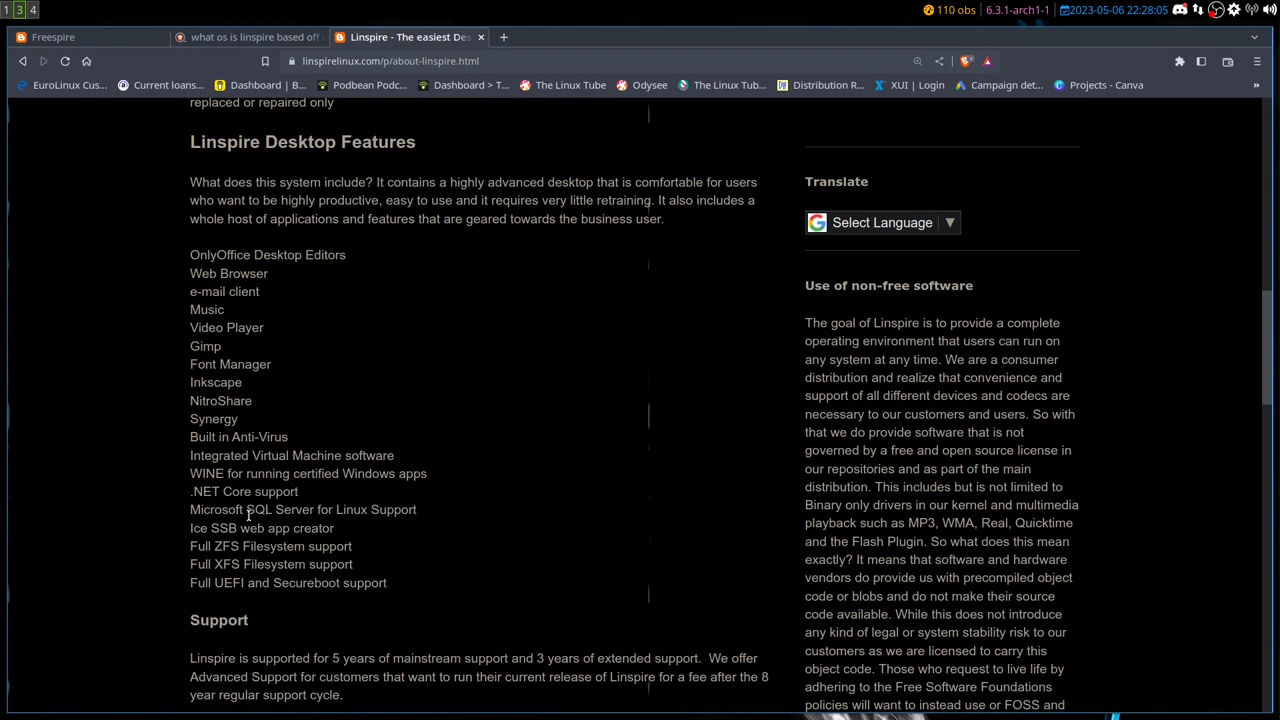 1 3 4
110 obs 6.3.1-arch1-1 2023-05-06 22:28:05
Freespire
what os is linspire based off
Linspire - The easiest Des
linspirelinux.com/p/about-linspire.html
EuroLinux Cus... Current loans... Dashboard | B... Podbean Podc... Dashboard > T... The Linux Tube Odysee The Linux Tub... Distribution R... XUI | Login Campaign det... Projects - Canva »
replaced or repaired only
Linspire Desktop Features
What does this system include? It contains a highly advanced desktop that is comfortable for users
who want to be highly productive, easy to use and it requires very little retraining. It also includes a
whole host of applications and features that are geared towards the business user.
OnlyOffice Desktop Editors
Web Browser
e-mail client
Music
Video Player
Gimp
Font Manager
Inkscape
NitroShare
Synergy
Built in Anti-Virus
Integrated Virtual Machine software
WINE for running certified Windows apps
.NET Core support
Microsoft SQL Server for Linux Support
Ice SSB web app creator
Full ZFS Filesystem support
Full XFS Filesystem support
Full UEFI and Secureboot support
Support
Linspire is supported for 5 years of mainstream support and 3 years of extended support. We offer
Advanced Support for customers that want to run their current release of Linspire for a fee after the 8
year regular support cycle.
Translate
Select Language
Use of non-free software
The goal of Linspire is to provide a complete
operating environment that users can run on
any system at any time. We are a consumer
distribution and realize that convenience and
support of all different devices and codecs are
necessary to our customers and users. So with
that we do provide software that is not
governed by a free and open source license in
our repositories and as part of the main
distribution. This includes but is not limited to
Binary only drivers in our kernel and multimedia
playback such as MP3, WMA, Real, Quicktime
and the Flash Plugin. So what does this mean
exactly? It means that software and hardware
vendors do provide us with precompiled object
code or blobs and do not make their source
code available. While this does not introduce
any kind of legal or system stability risk to our
customers as we are licensed to carry this
object code. Those who request to live life by
adhering to the Free Software Foundations
policies will want to instead use or FOSS and